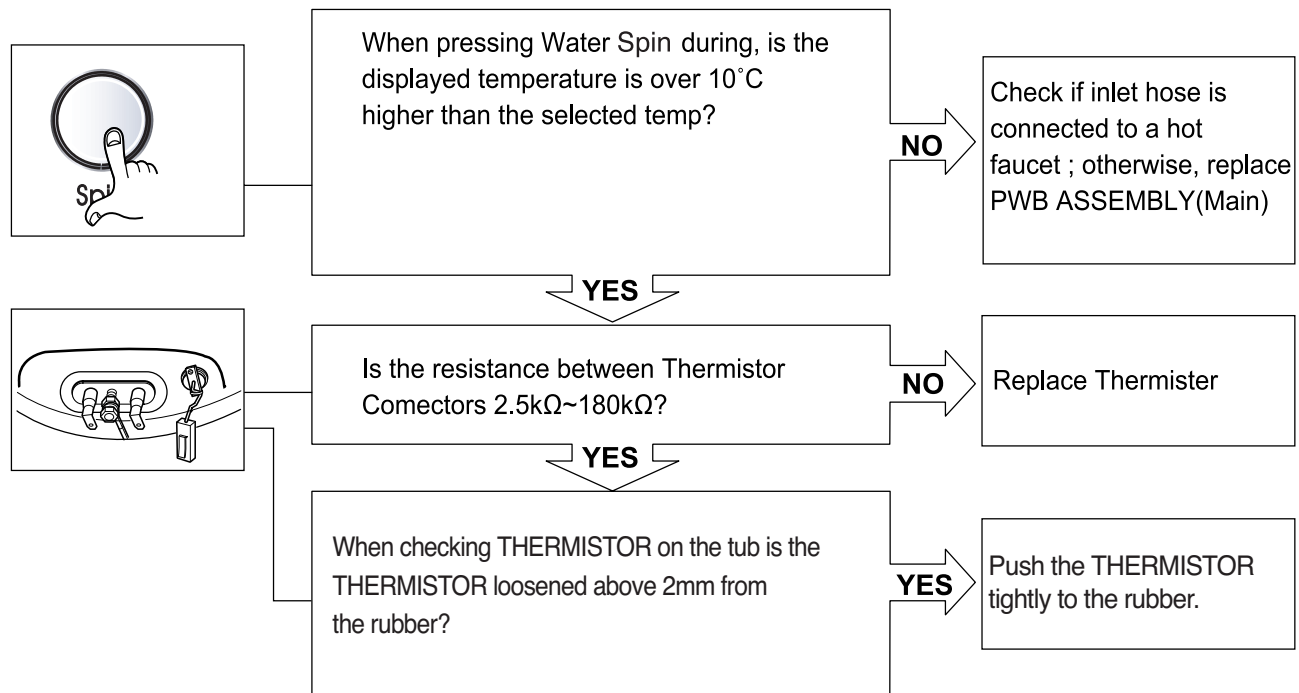 When pressing Water Spin during, is the
displayed temperature is over 10˚C
higher than the selected temp?
NO
Check if inlet hose is
connected to a hot
faucet ; otherwise, replace
PWB ASSEMBLY(Main)
YES
Is the resistance between Thermistor
Comectors 2.5kΩ~180kΩ?
NO
Replace Thermister
YES
When checking THERMISTOR on the tub is the
THERMISTOR loosened above 2mm from
the rubber?
YES
Push the THERMISTOR
tightly to the rubber.